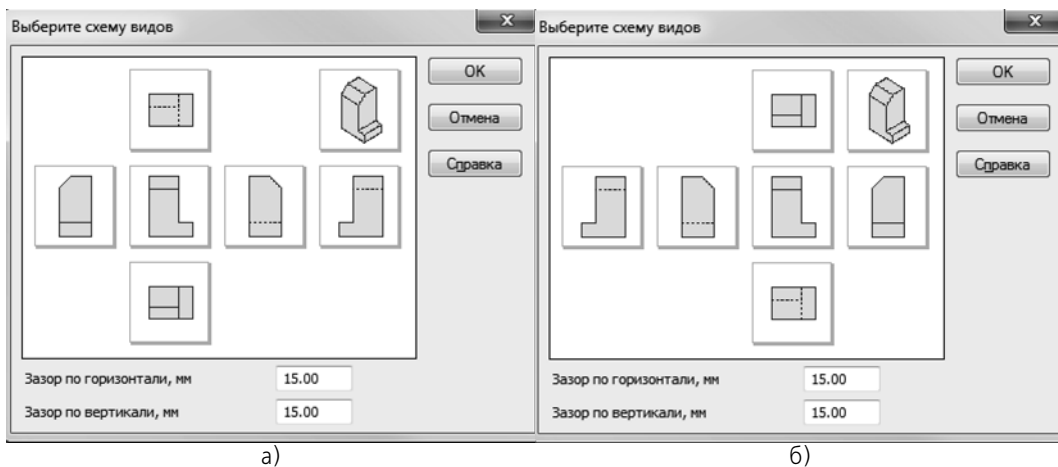 Выберите схему видов
x
OK
Отмена
Справка
Зазор по горизонтали, мм 15.00
Зазор по вертикали, мм 15.00
а)
Выберите схему видов
x
OK
Отмена
Справка
Зазор по горизонтали, мм 15.00
Зазор по вертикали, мм 15.00
б)